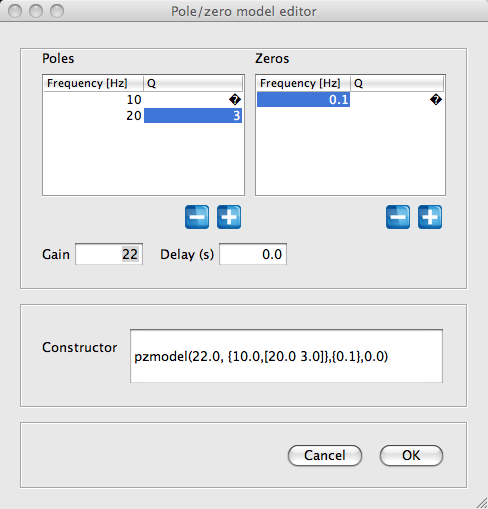 Pole/zero model editor
Poles
Zeros
Frequency [Hz] Q
10 �
20 3
Frequency [Hz] Q
0.1 �
Gain 22 Delay (s) 0.0
Constructor pzmodel(22.0, {10.0,[20.0 3.0]},{0.1},0.0)
Cancel OK